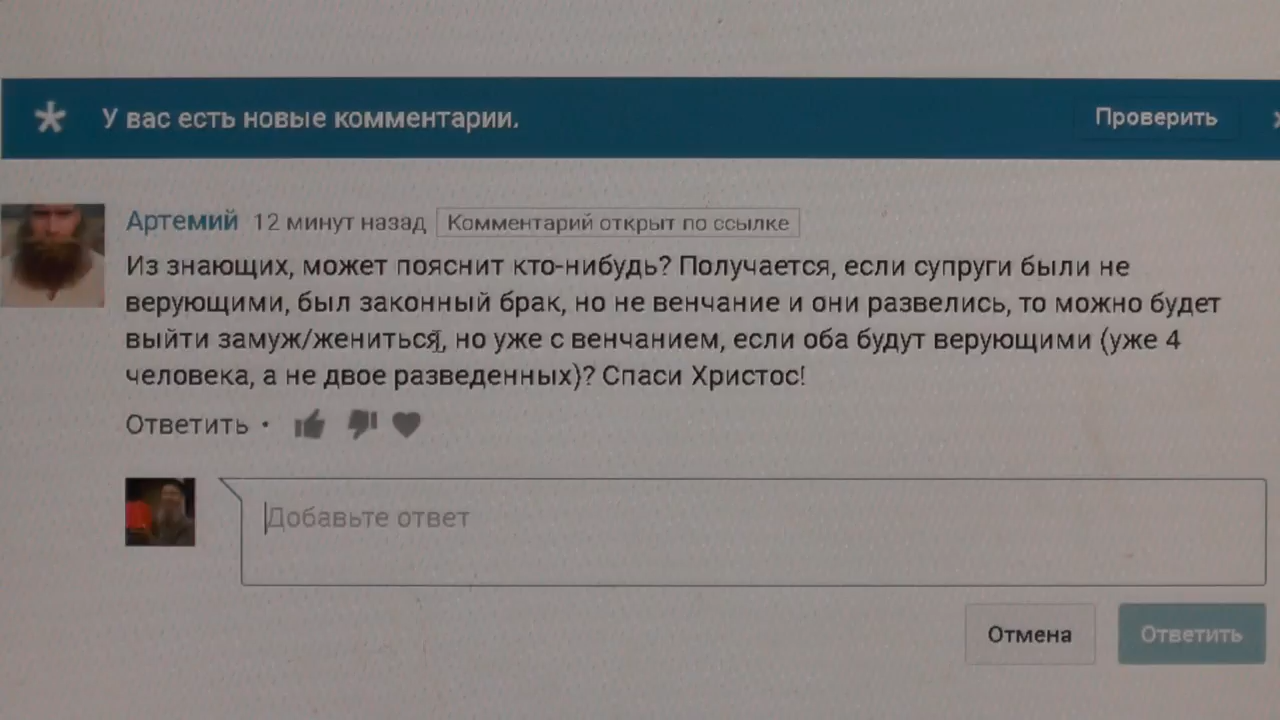 У вас есть новые комментарии.
Проверить
Артемий 12 минут назад Комментарий открыт по ссылке
Из знающих, может пояснит кто-нибудь? Получается, если супруги были не
верующими, был законный брак, но не венчание и они развелись, то можно будет
выйти замуж/жениться, но уже с венчанием, если оба будут верующими (уже 4
человека, а не двое разведенных)? Спаси Христос!
Ответить •
Добавьте ответ
Отмена
Ответить